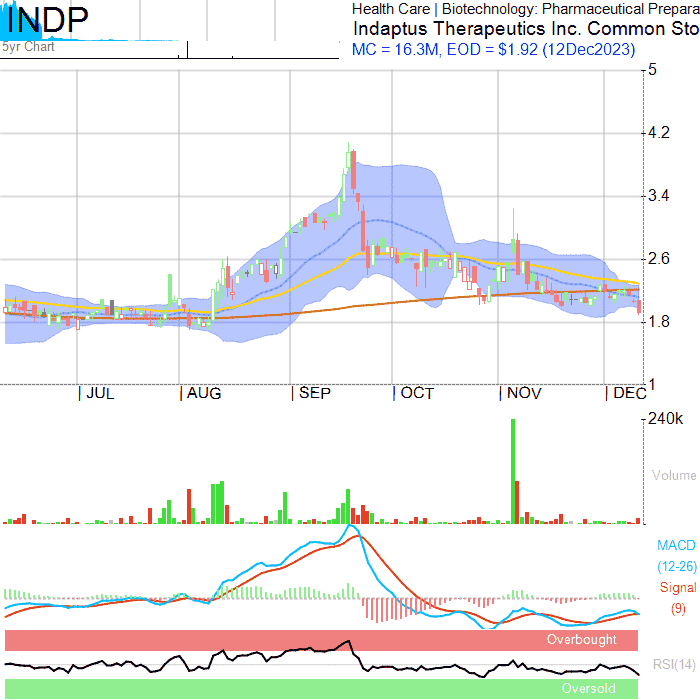 INDP
5yr Chart
Health Care | Biotechnology: Pharmaceutical Prepara
Indaptus Therapeutics Inc. Common Sto
MC = 16.3M, EOD = $1.92 (12Dec2023)
5
4.2
3.4
2.6
1.8
1
| JUL | AUG | SEP | OCT | NOV | DEC
240k
Volume
MACD
(12-26)
Signal
(9)
Overbought
RSI(14)
Oversold